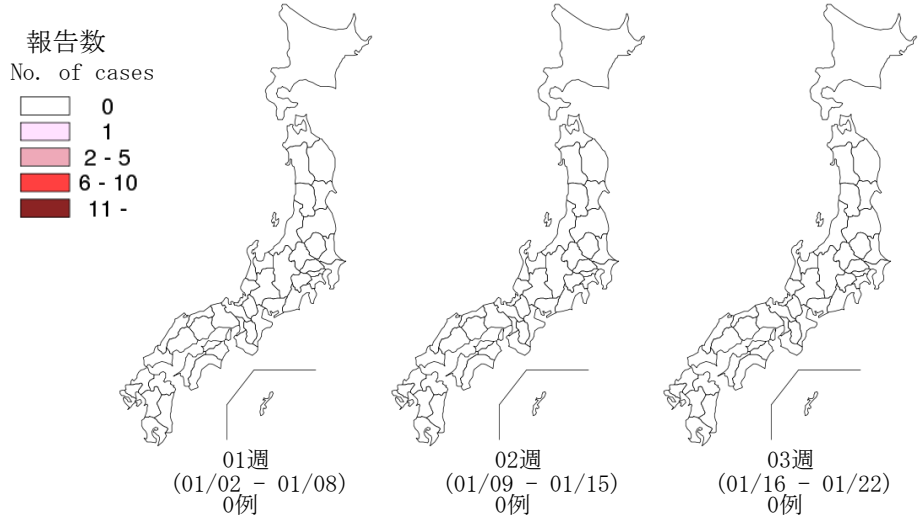 報告数
No. of cases
0
1
2 - 5
6 - 10
11 -
01週
(01/02 - 01/08)
0例
02週
(01/09 - 01/15)
0例
03週
(01/16 - 01/22)
0例